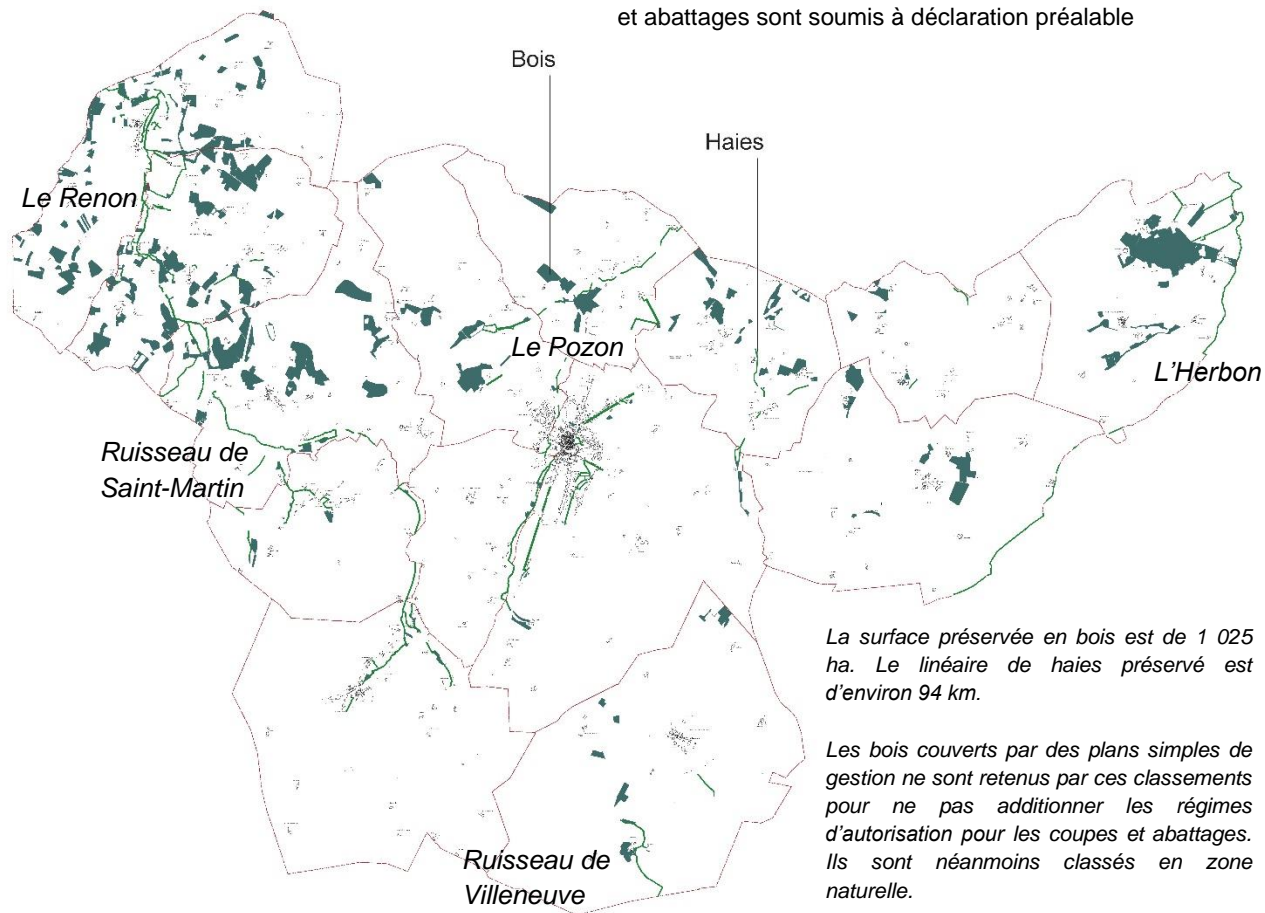 et abattages sont soumis à déclaration préalable
Bois
Haies
Le Renon
Le Pozon
L'Herbon
Ruisseau de
Saint-Martin
La surface préservée en bois est de 1 025
ha. Le linéaire de haies préservé est
d'environ 94 km.
Les bois couverts par des plans simples de
gestion ne sont retenus par ces classements
pour ne pas additionner les régimes
d'autorisation pour les coupes et abattages.
Ils sont néanmoins classés en zone
naturelle.
Ruisseau de
Villeneuve